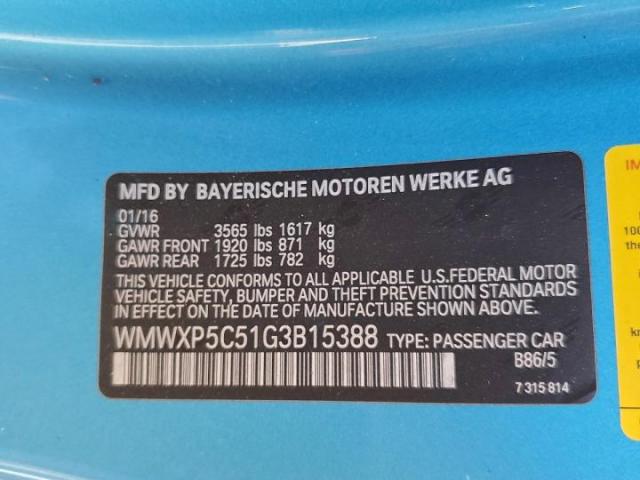 MFD BY BAYERISCHE MOTOREN WERKE AG
01/16
GVWR 3565 lbs 1617 kg
GAWR FRONT 1920 lbs 871 kg
GAWR REAR 1725 lbs 782 kg
THIS VEHICLE CONFORMS TO ALL APPLICABLE U.S.FEDERAL MOTOR
VEHICLE SAFETY, BUMPER AND THEFT PREVENTION STANDARDS
IN EFFECT ON THE DATE OF MANUFACTURE SHOWN ABOVE.
WMWXP5C51G3B15388 TYPE: PASSENGER CAR
B86/5
7 315 814
IM
100
the